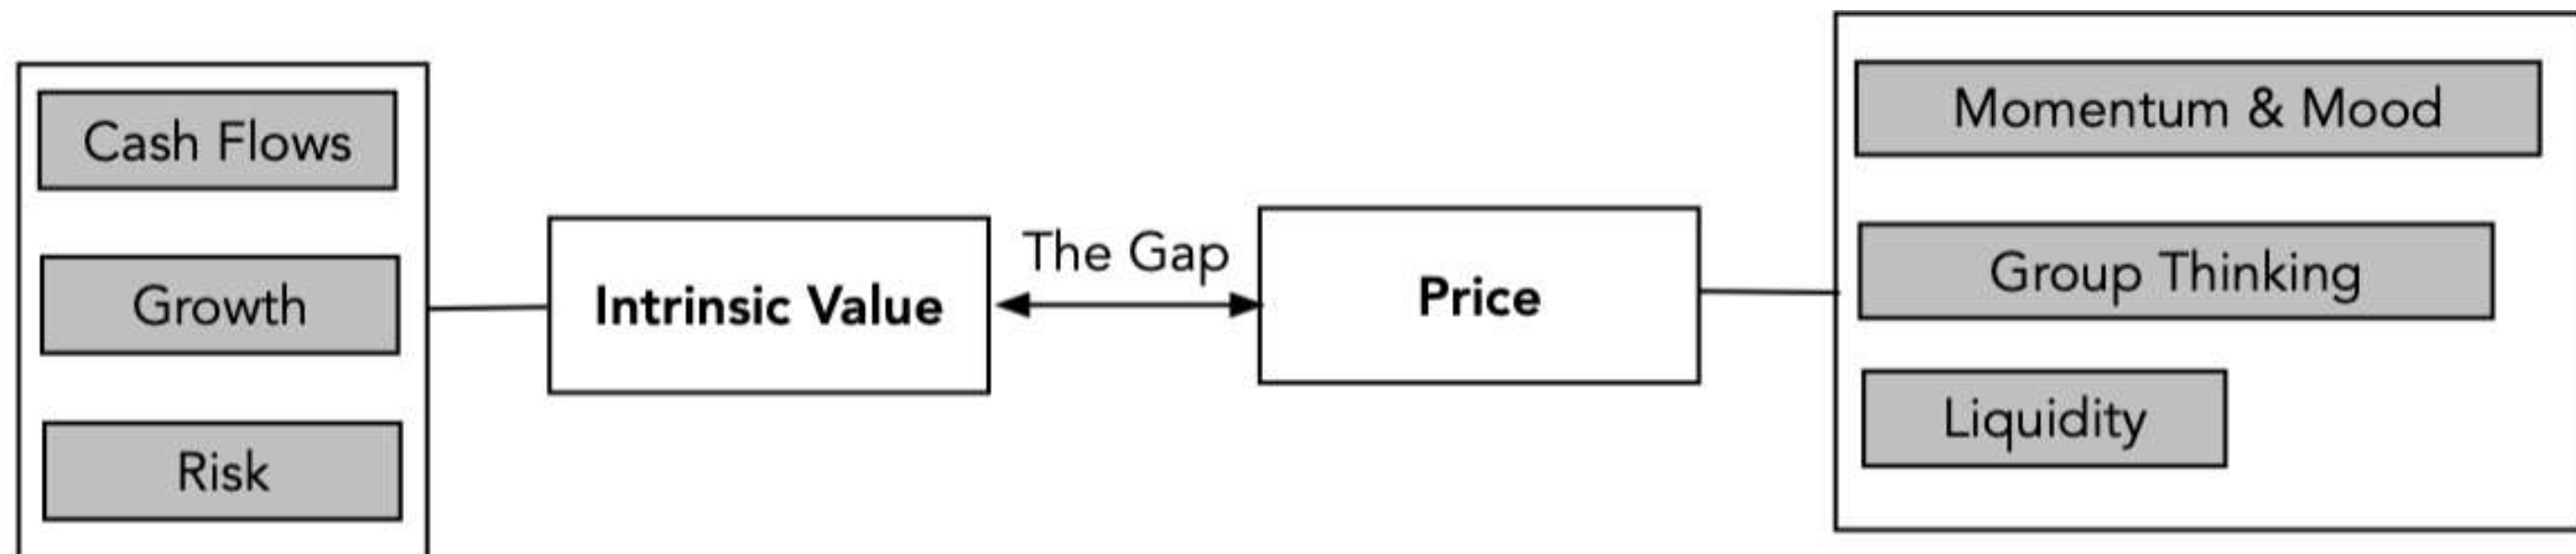 Cash Flows
Growth
Risk
Intrinsic Value
The Gap
Price
Momentum & Mood
Group Thinking
Liquidity